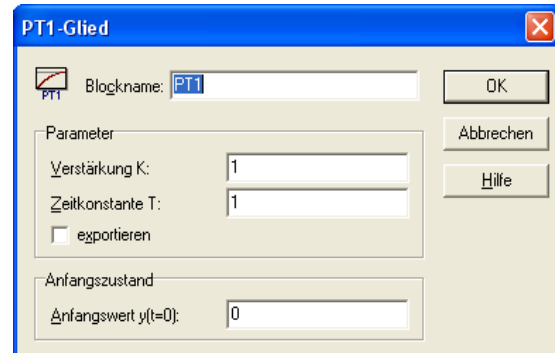 PT1-Glied
PT1
Blockname: PT1
OK
Parameter
Abbrechen
Verstärkung K: 1
Hilfe
Zeitkonstante T: 1
exportieren
Anfangszustand
Anfangswert y(t=0): 0